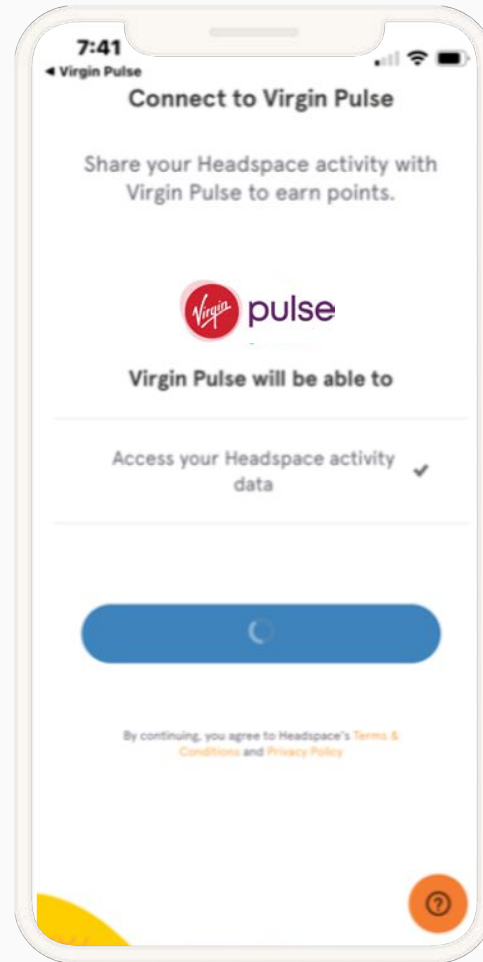 7:41
◀ Virgin Pulse
Connect to Virgin Pulse
Share your Headspace activity with
Virgin Pulse to earn points.
Virgin pulse
Virgin Pulse will be able to
Access your Headspace activity
data
By continuing, you agree to Headspace's Terms &
Conditions and Privacy Policy
?